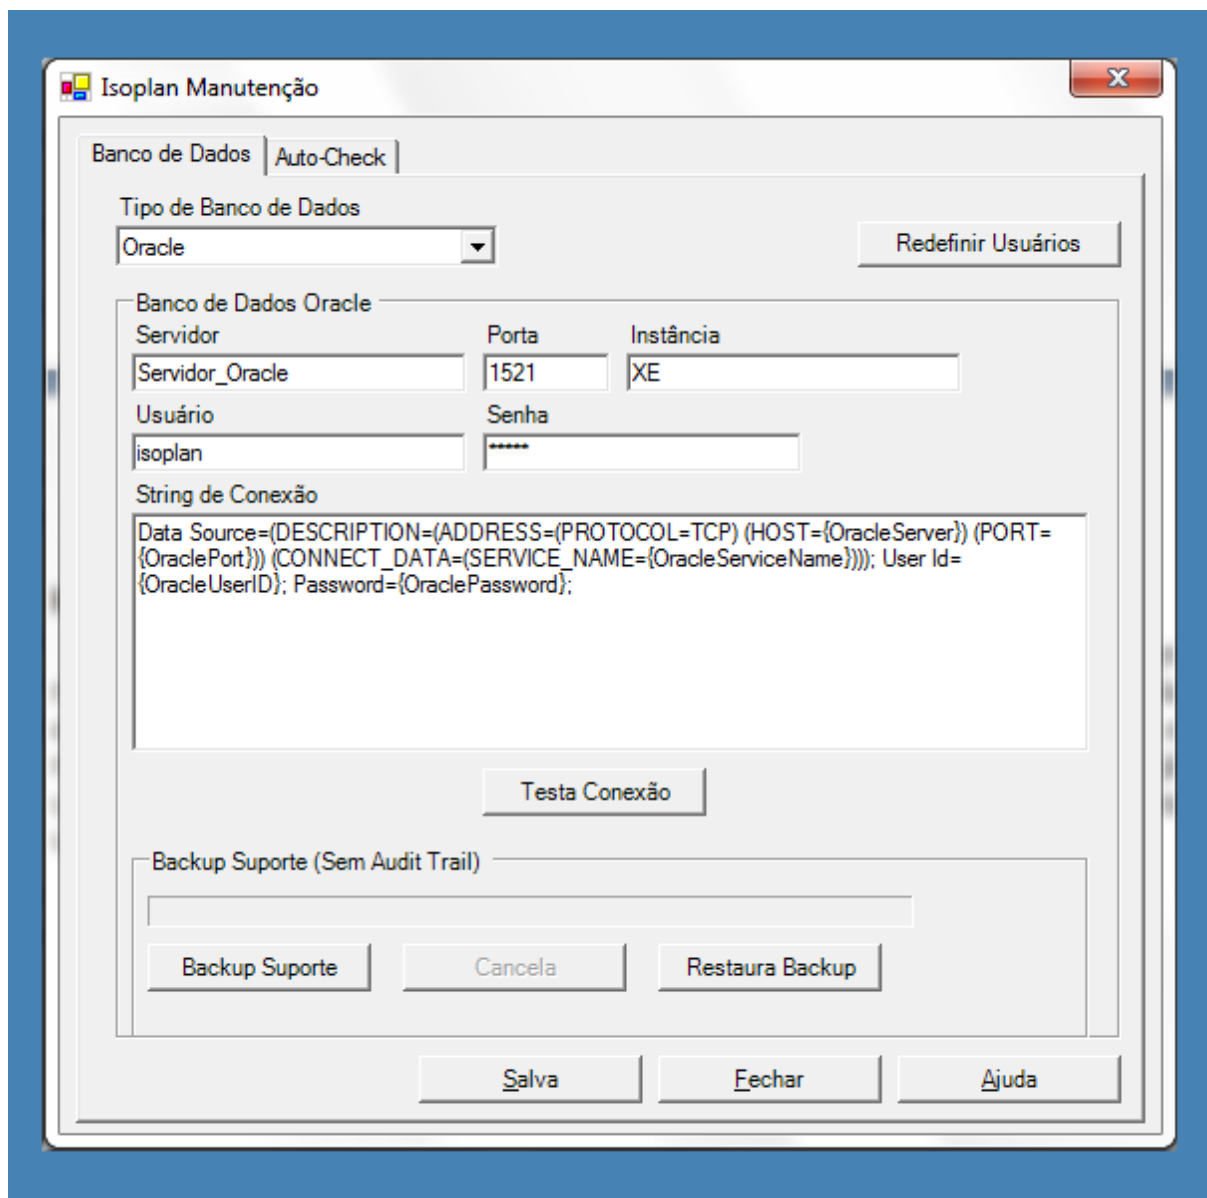 Isoplan Manutenção
Banco de Dados
Auto-Check
Tipo de Banco de Dados
Oracle
Redefinir Usuários
Banco de Dados Oracle
Servidor
Porta
Instância
Servidor_Oracle
1521
XE
Usuário
Senha
isoplan
*****
String de Conexão
Data Source=(DESCRIPTION=(ADDRESS=(PROTOCOL=TCP) (HOST={OracleServer}) (PORT=
{OraclePort})) (CONNECT_DATA=(SERVICE_NAME={OracleServiceName}))); User Id=
{OracleUserID}; Password={OraclePassword};
Testa Conexão
Backup Suporte (Sem Audit Trail)
Backup Suporte
Cancela
Restaura Backup
Salva
Fechar
Ajuda